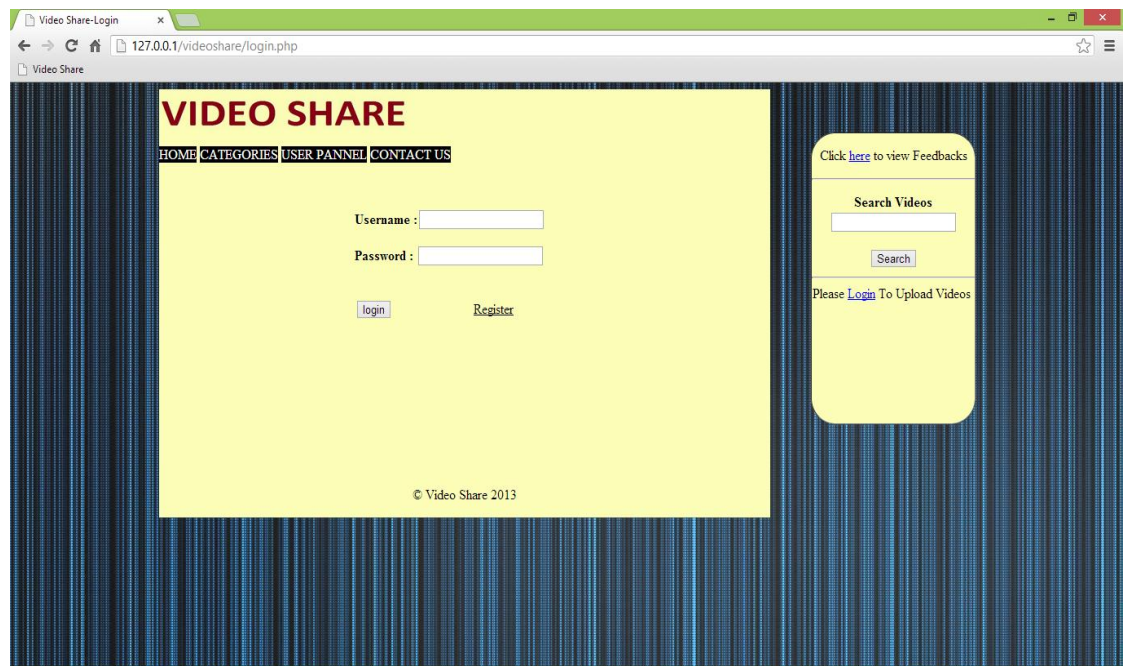 Video Share-Login
127.0.0.1/videoshare/login.php
Video Share
VIDEO SHARE
HOME CATEGORIES USER PANNEL CONTACT US
Username :
Password :
login Register
© Video Share 2013
Click here to view Feedbacks
Search Videos
Search
Please Login To Upload Videos